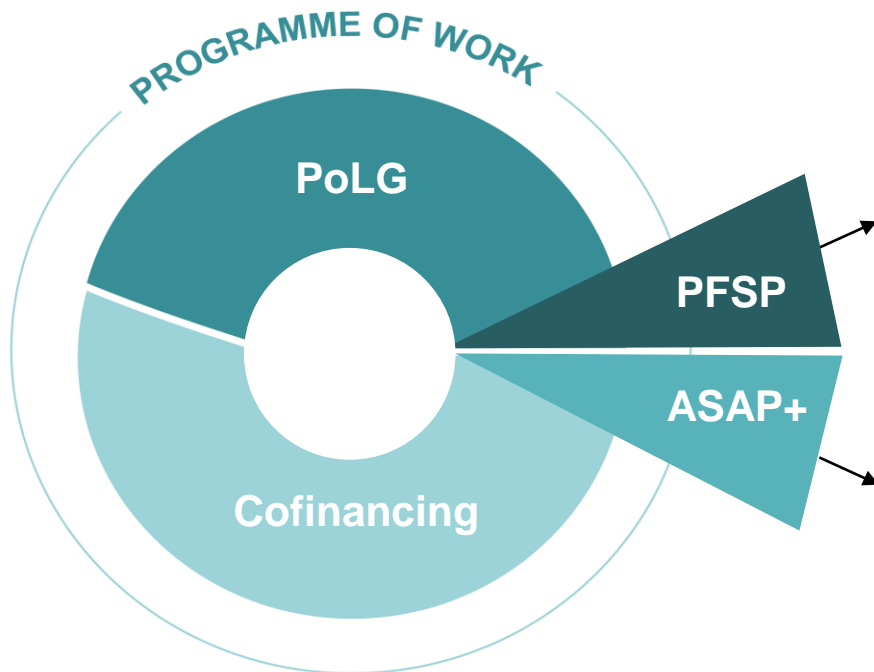 PROGRAMME OF WORK
PoLG
PFSP
ASAP+
Cofinancing